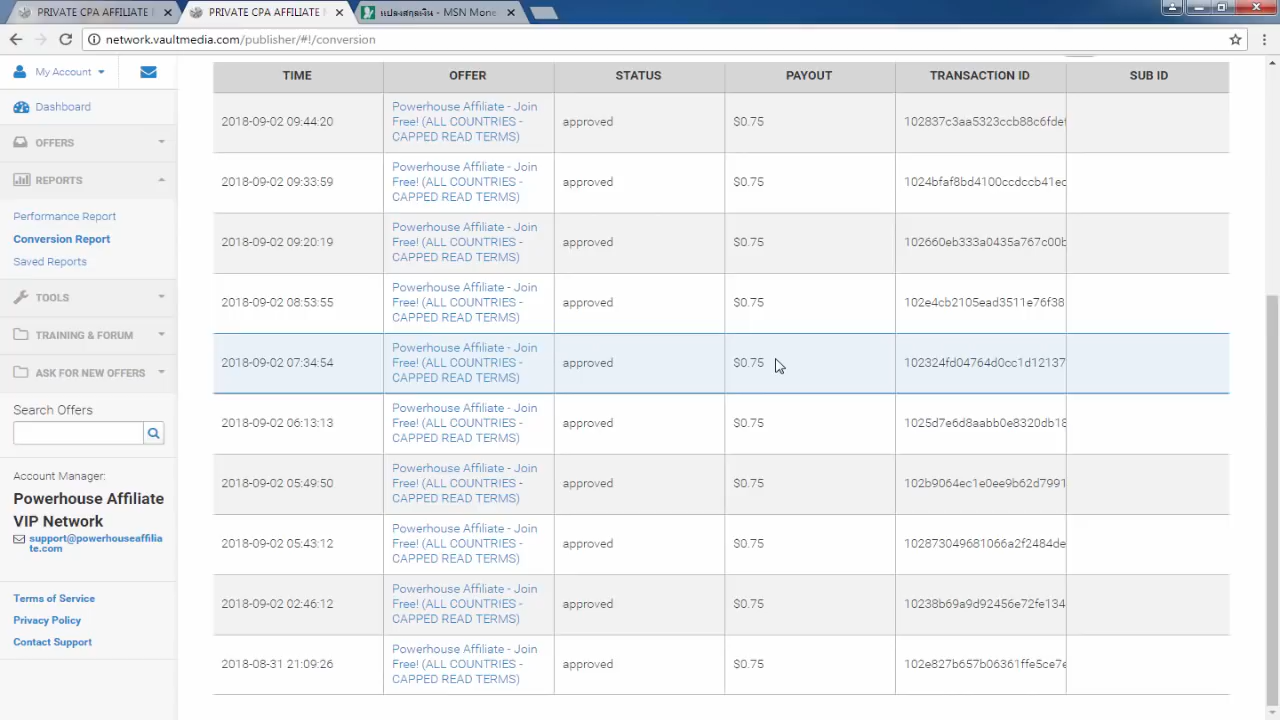 PRIVATE CPA AFFILIATE
PRIVATE CPA AFFILIATE
แปลงสกุลเงิน - MSN Mone
network.vaultmedia.com/publisher/#!/conversion
My Account
Dashboard
OFFERS
REPORTS
Performance Report
Conversion Report
Saved Reports
TOOLS
TRAINING & FORUM
ASK FOR NEW OFFERS
Search Offers
Account Manager:
Powerhouse Affiliate
VIP Network
support@powerhouseaffilia
te.com
Terms of Service
Privacy Policy
Contact Support
TIME OFFER STATUS PAYOUT TRANSACTION ID SUB ID
Powerhouse Affiliate - Join
2018-09-02 09:44:20 Free! (ALL COUNTRIES - approved $0.75 102837c3aa5323ccb88c6fde
CAPPED READ TERMS)
Powerhouse Affiliate - Join
2018-09-02 09:33:59 Free! (ALL COUNTRIES - approved $0.75 1024bfaf8bd4100ccdccb41ec
CAPPED READ TERMS)
Powerhouse Affiliate - Join
2018-09-02 09:20:19 Free! (ALL COUNTRIES - approved $0.75 102660eb333a0435a767c00b
CAPPED READ TERMS)
Powerhouse Affiliate - Join
2018-09-02 08:53:55 Free! (ALL COUNTRIES - approved $0.75 102e4cb2105ead3511e76f38
CAPPED READ TERMS)
Powerhouse Affiliate - Join
2018-09-02 07:34:54 Free! (ALL COUNTRIES - approved $0.75 102324fd04764d0cc1d12137
CAPPED READ TERMS)
Powerhouse Affiliate - Join
2018-09-02 06:13:13 Free! (ALL COUNTRIES - approved $0.75 1025d7e6d8aabb0e8320db18
CAPPED READ TERMS)
Powerhouse Affiliate - Join
2018-09-02 05:49:50 Free! (ALL COUNTRIES - approved $0.75 102b9064ec1e0ee9b62d7991
CAPPED READ TERMS)
Powerhouse Affiliate - Join
2018-09-02 05:43:12 Free! (ALL COUNTRIES - approved $0.75 102873049681066a2f2484de
CAPPED READ TERMS)
Powerhouse Affiliate - Join
2018-09-02 02:46:12 Free! (ALL COUNTRIES - approved $0.75 10238b69a9d92456e72fe134
CAPPED READ TERMS)
Powerhouse Affiliate - Join
2018-08-31 21:09:26 Free! (ALL COUNTRIES - approved $0.75 102e827b657b06361ffe5ce7e
CAPPED READ TERMS)